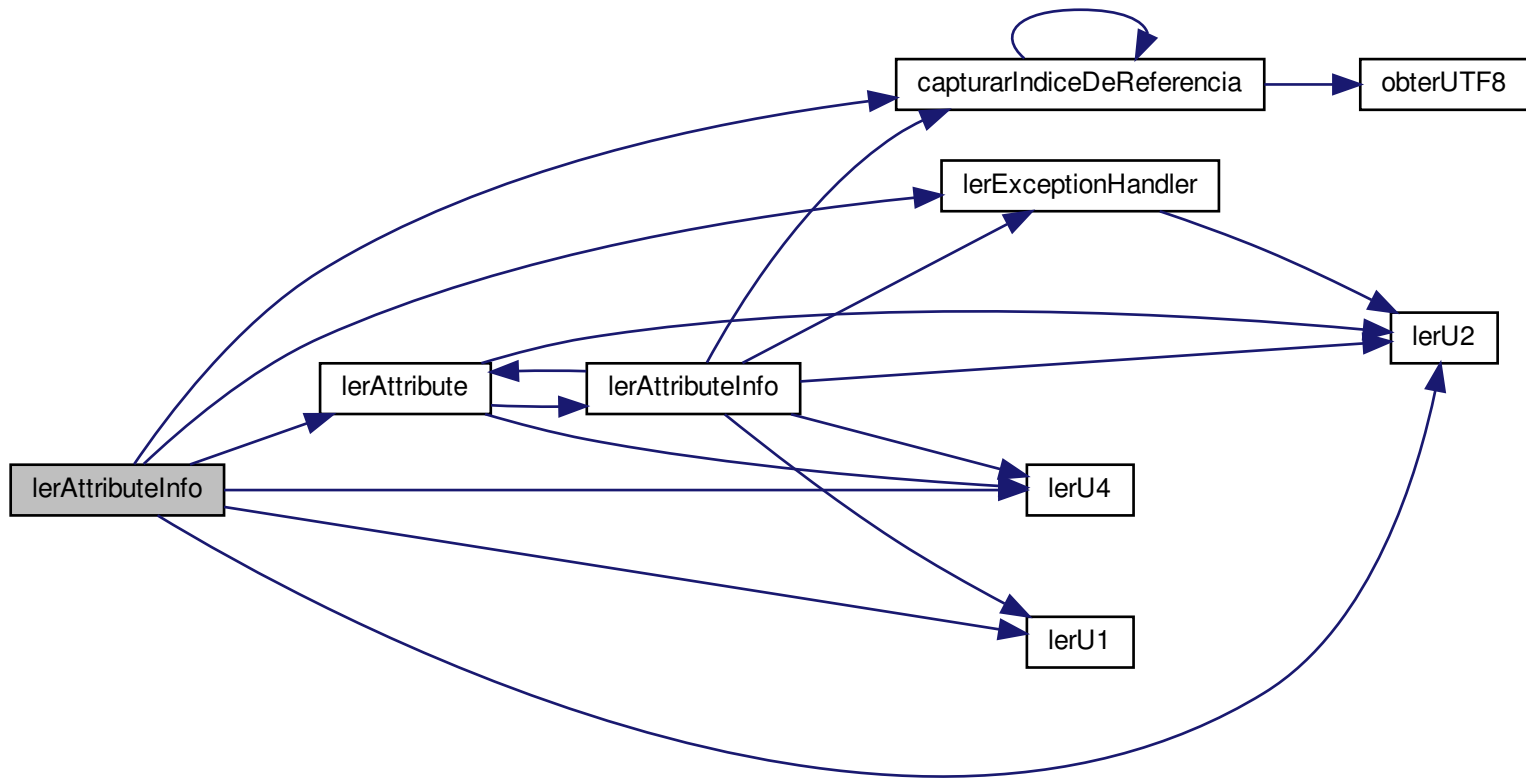 capturarIndiceDeReferencia
obterUTF8
lerExceptionHandler
lerU2
lerAttribute
lerAttributeInfo
lerAttributeInfo
lerU4
lerU1